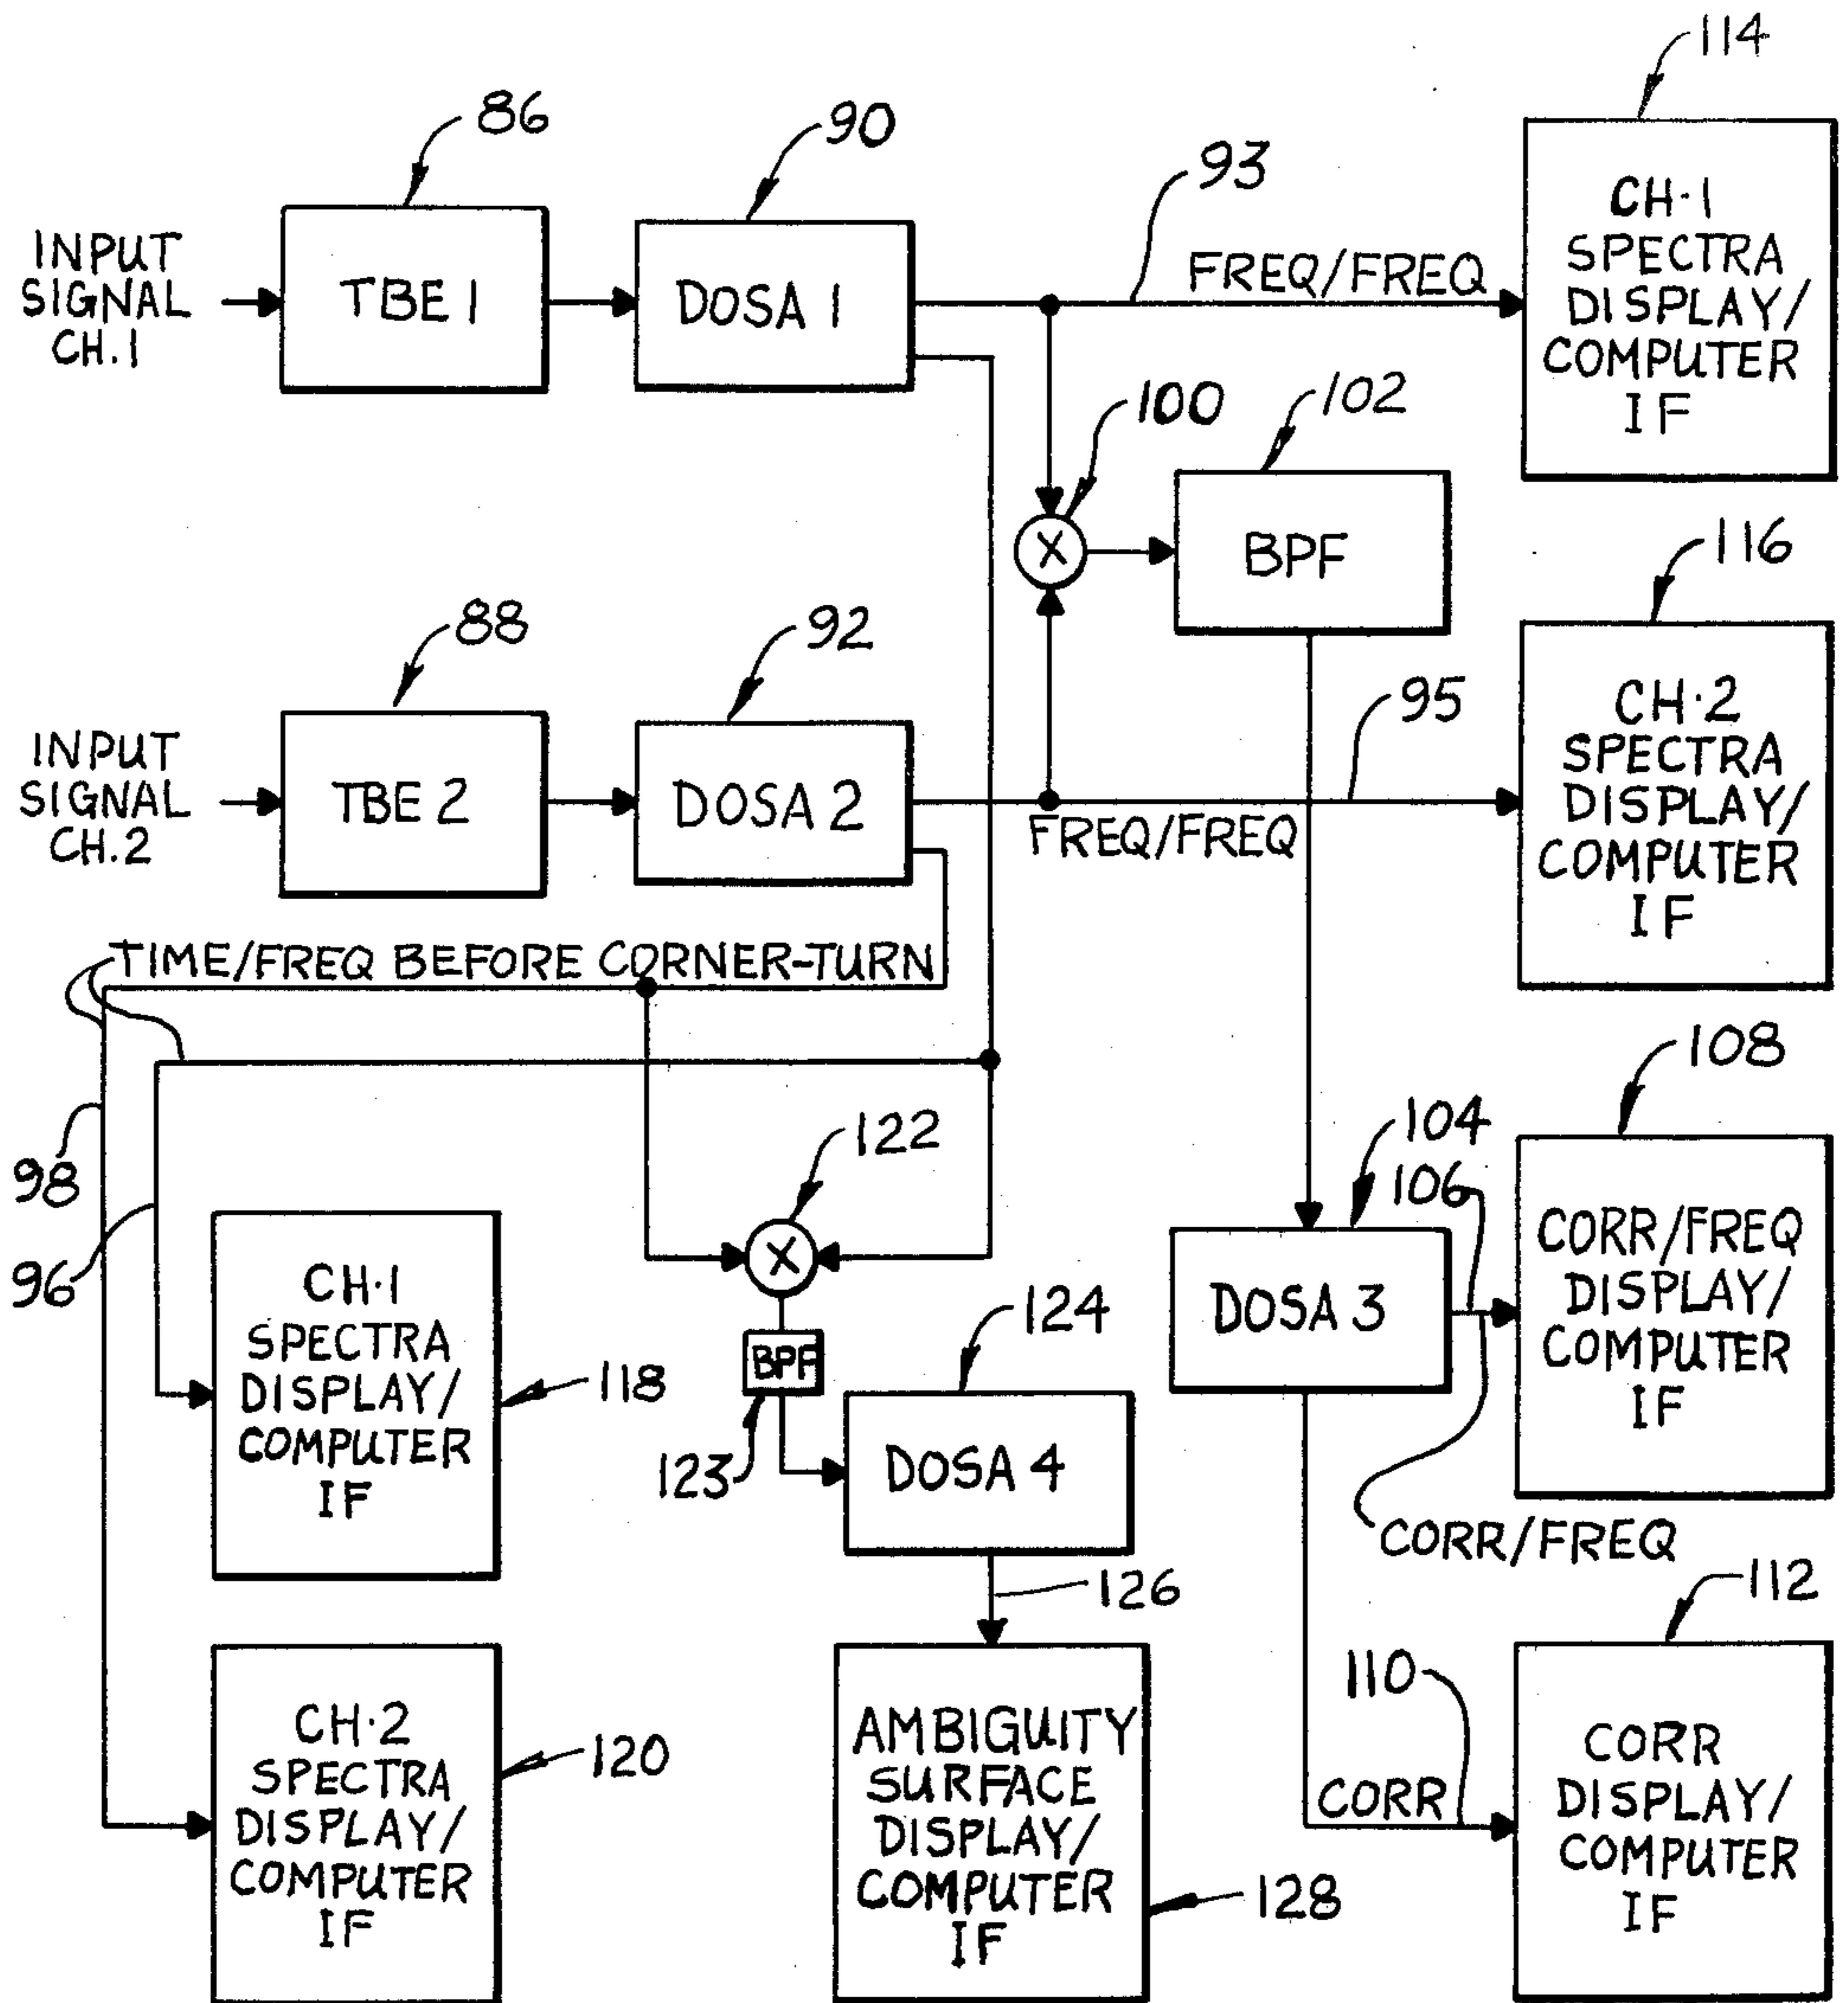 114
86
90
93
INPUT
SIGNAL
CH.1
TBE 1
DOSA 1
FREQ/FREQ
CH.1
SPECTRA
DISPLAY/
COMPUTER
IF
100
102
X
BPF
116
88
92
95
INPUT
SIGNAL
CH.2
TBE 2
DOSA 2
FREQ/FREQ
CH.2
SPECTRA
DISPLAY/
COMPUTER
IF
TIME/FREQ BEFORE CORNER-TURN
98
96
122
X
BPF
123
108
104
106
DOSA 3
CORR/FREQ
DISPLAY/
COMPUTER
IF
CORR/FREQ
CH.1
SPECTRA
DISPLAY/
COMPUTER
IF
118
124
DOSA 4
126
112
110
CORR
CORR
DISPLAY/
COMPUTER
IF
CH.2
SPECTRA
DISPLAY/
COMPUTER
IF
120
AMBIGUITY
SURFACE
DISPLAY/
COMPUTER
IF
128